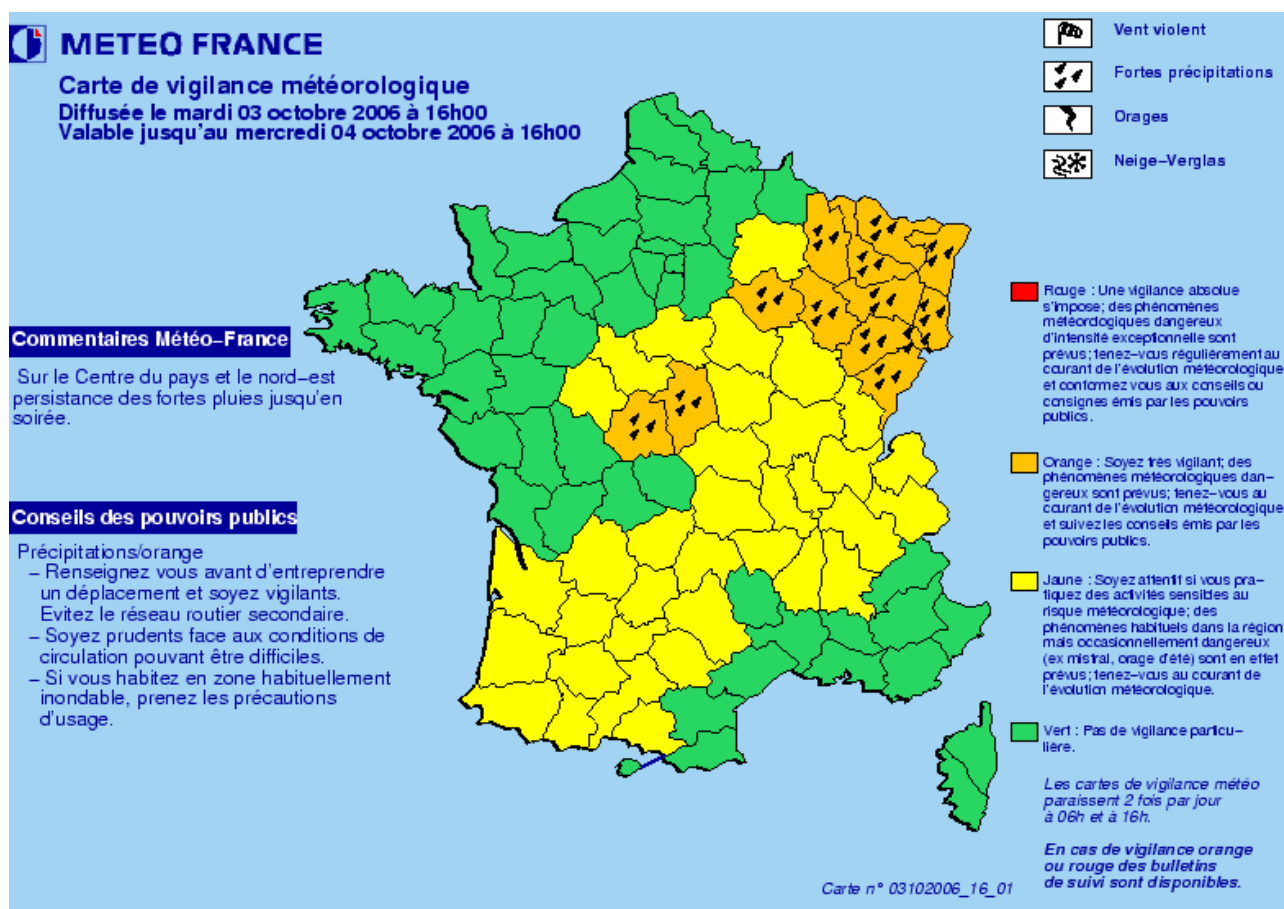 METEO FRANCE
Carte de vigilance météorologique
Diffusée le mardi 03 octobre 2006 à 16h00
Valable jusqu'au mercredi 04 octobre 2006 à 16h00
Commentaires Météo-France
Sur le Centre du pays et le nord-est
persistance des fortes pluies jusqu'en
soirée.
Conseils des pouvoirs publics
Précipitations/orange
- Renseignez vous avant d'entreprendre
un déplacement et soyez vigilants.
Evitez le réseau routier secondaire.
- Soyez prudents face aux conditions de
circulation pouvant être difficiles.
- Si vous habitez en zone habituellement
inondable, prenez les précautions
d'usage.
Vent violent
Fortes précipitations
Orages
Neige-Verglas
Rouge : Une vigilance absolue
s'impose; des phénomènes
météorologiques dangereux
d'intensité exceptionnelle sont
prévus; tenez-vous régulièrement au
courant de l'évolution météorologique
et conformez vous aux conseils ou
consignes émis par les pouvoirs
publics.
Orange : Soyez très vigilant; des
phénomènes météorologiques dan-
gereux sont prévus; tenez-vous au
courant de l'évolution météorologique
et suivez les conseils émis par les
pouvoirs publics.
Jaune : Soyez attentif si vous pra-
tiquez des activités sensibles au
risque météorologique; des
phénomènes habituels dans la région
mais occasionnellement dangereux
(ex mistral, orage d'été) sont en effet
prévus; tenez-vous au courant de
l'évolution météorologique.
Vert : Pas de vigilance particu-
lière.
Les cartes de vigilance météo
paraissent 2 fois par jour
à 06h et à 16h.
En cas de vigilance orange
ou rouge des bulletins
de suivi sont disponibles.
Carte n° 03102006_16_01